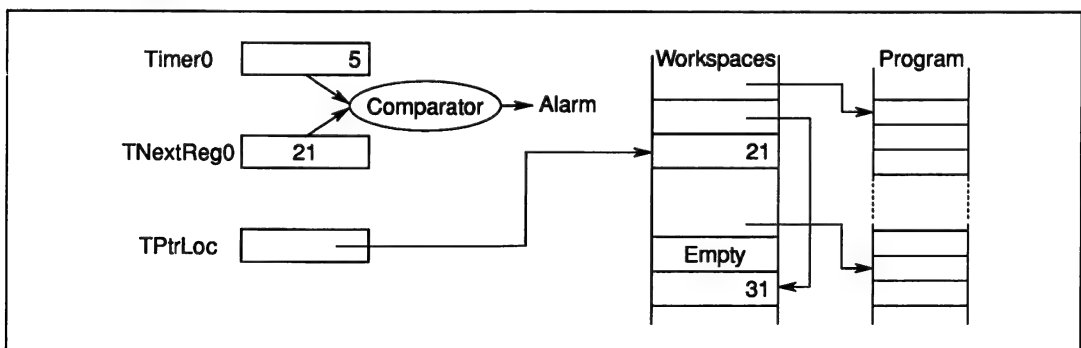 Timer0
5
Comparator
Alarm
TNextReg0
21
TPtrLoc
Workspaces
21
Empty
31
Program